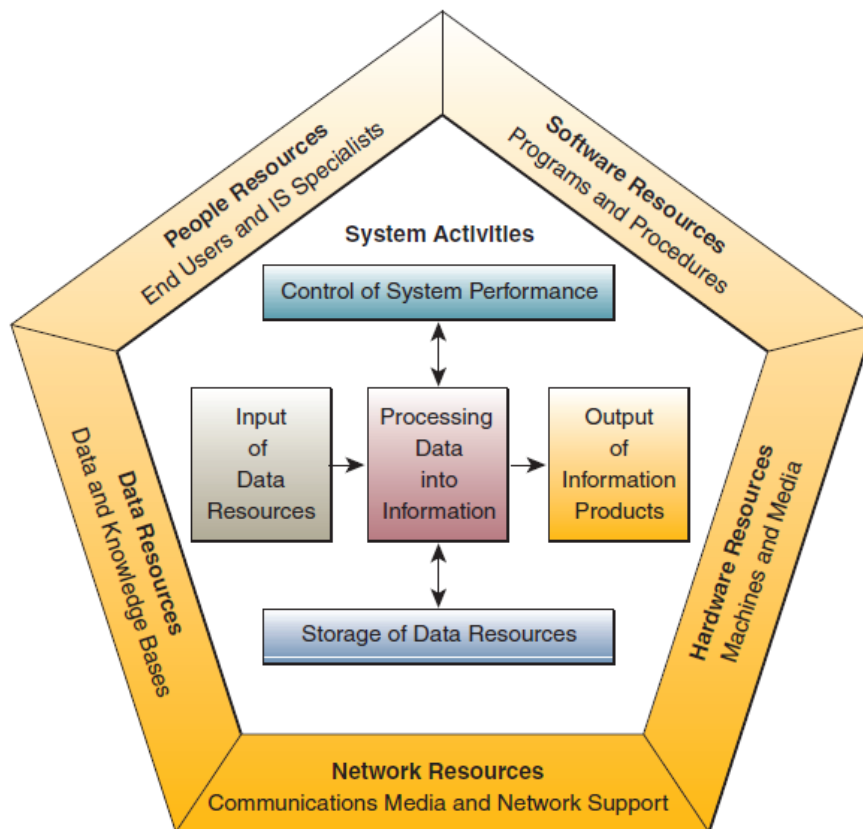 People Resources
End Users and IS Specialists
Software Resources
Programs and Procedures
System Activities
Control of System Performance
Input
of
Data
Resources
Processing
Data
into
Information
Output
of
Information
Products
Storage of Data Resources
Data Resources
Data and Knowledge Bases
Hardware Resources
Machines and Media
Network Resources
Communications Media and Network Support